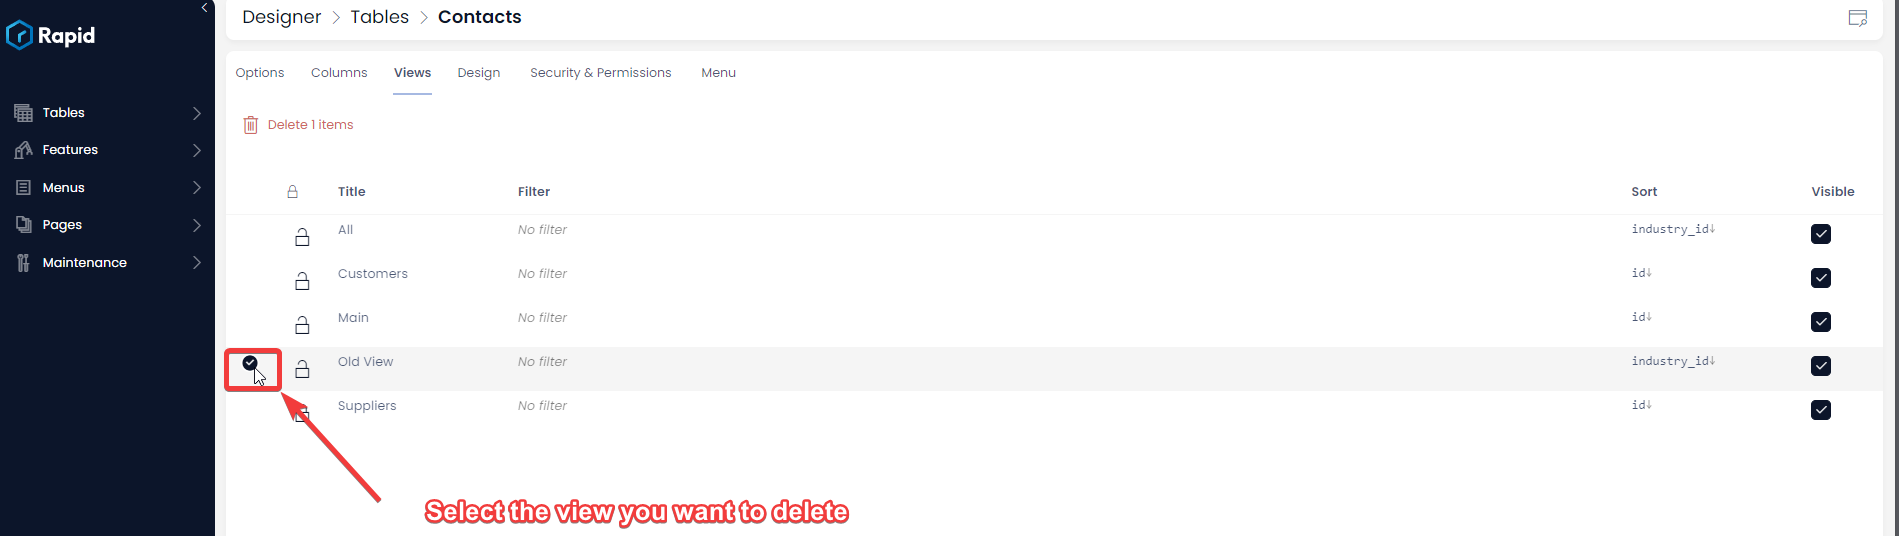 Designer > Tables > Contacts
Rapid
Options Columns Views Design Security & Permissions Menu
Tables
Features
Menus
Pages
Maintenance
Delete 1 items
Title Filter Sort Visible
All No filter industry_id↓
Customers No filter id↓
Main No filter id↓
Old View No filter industry_id↓
Suppliers No filter id↓
Select the view you want to delete